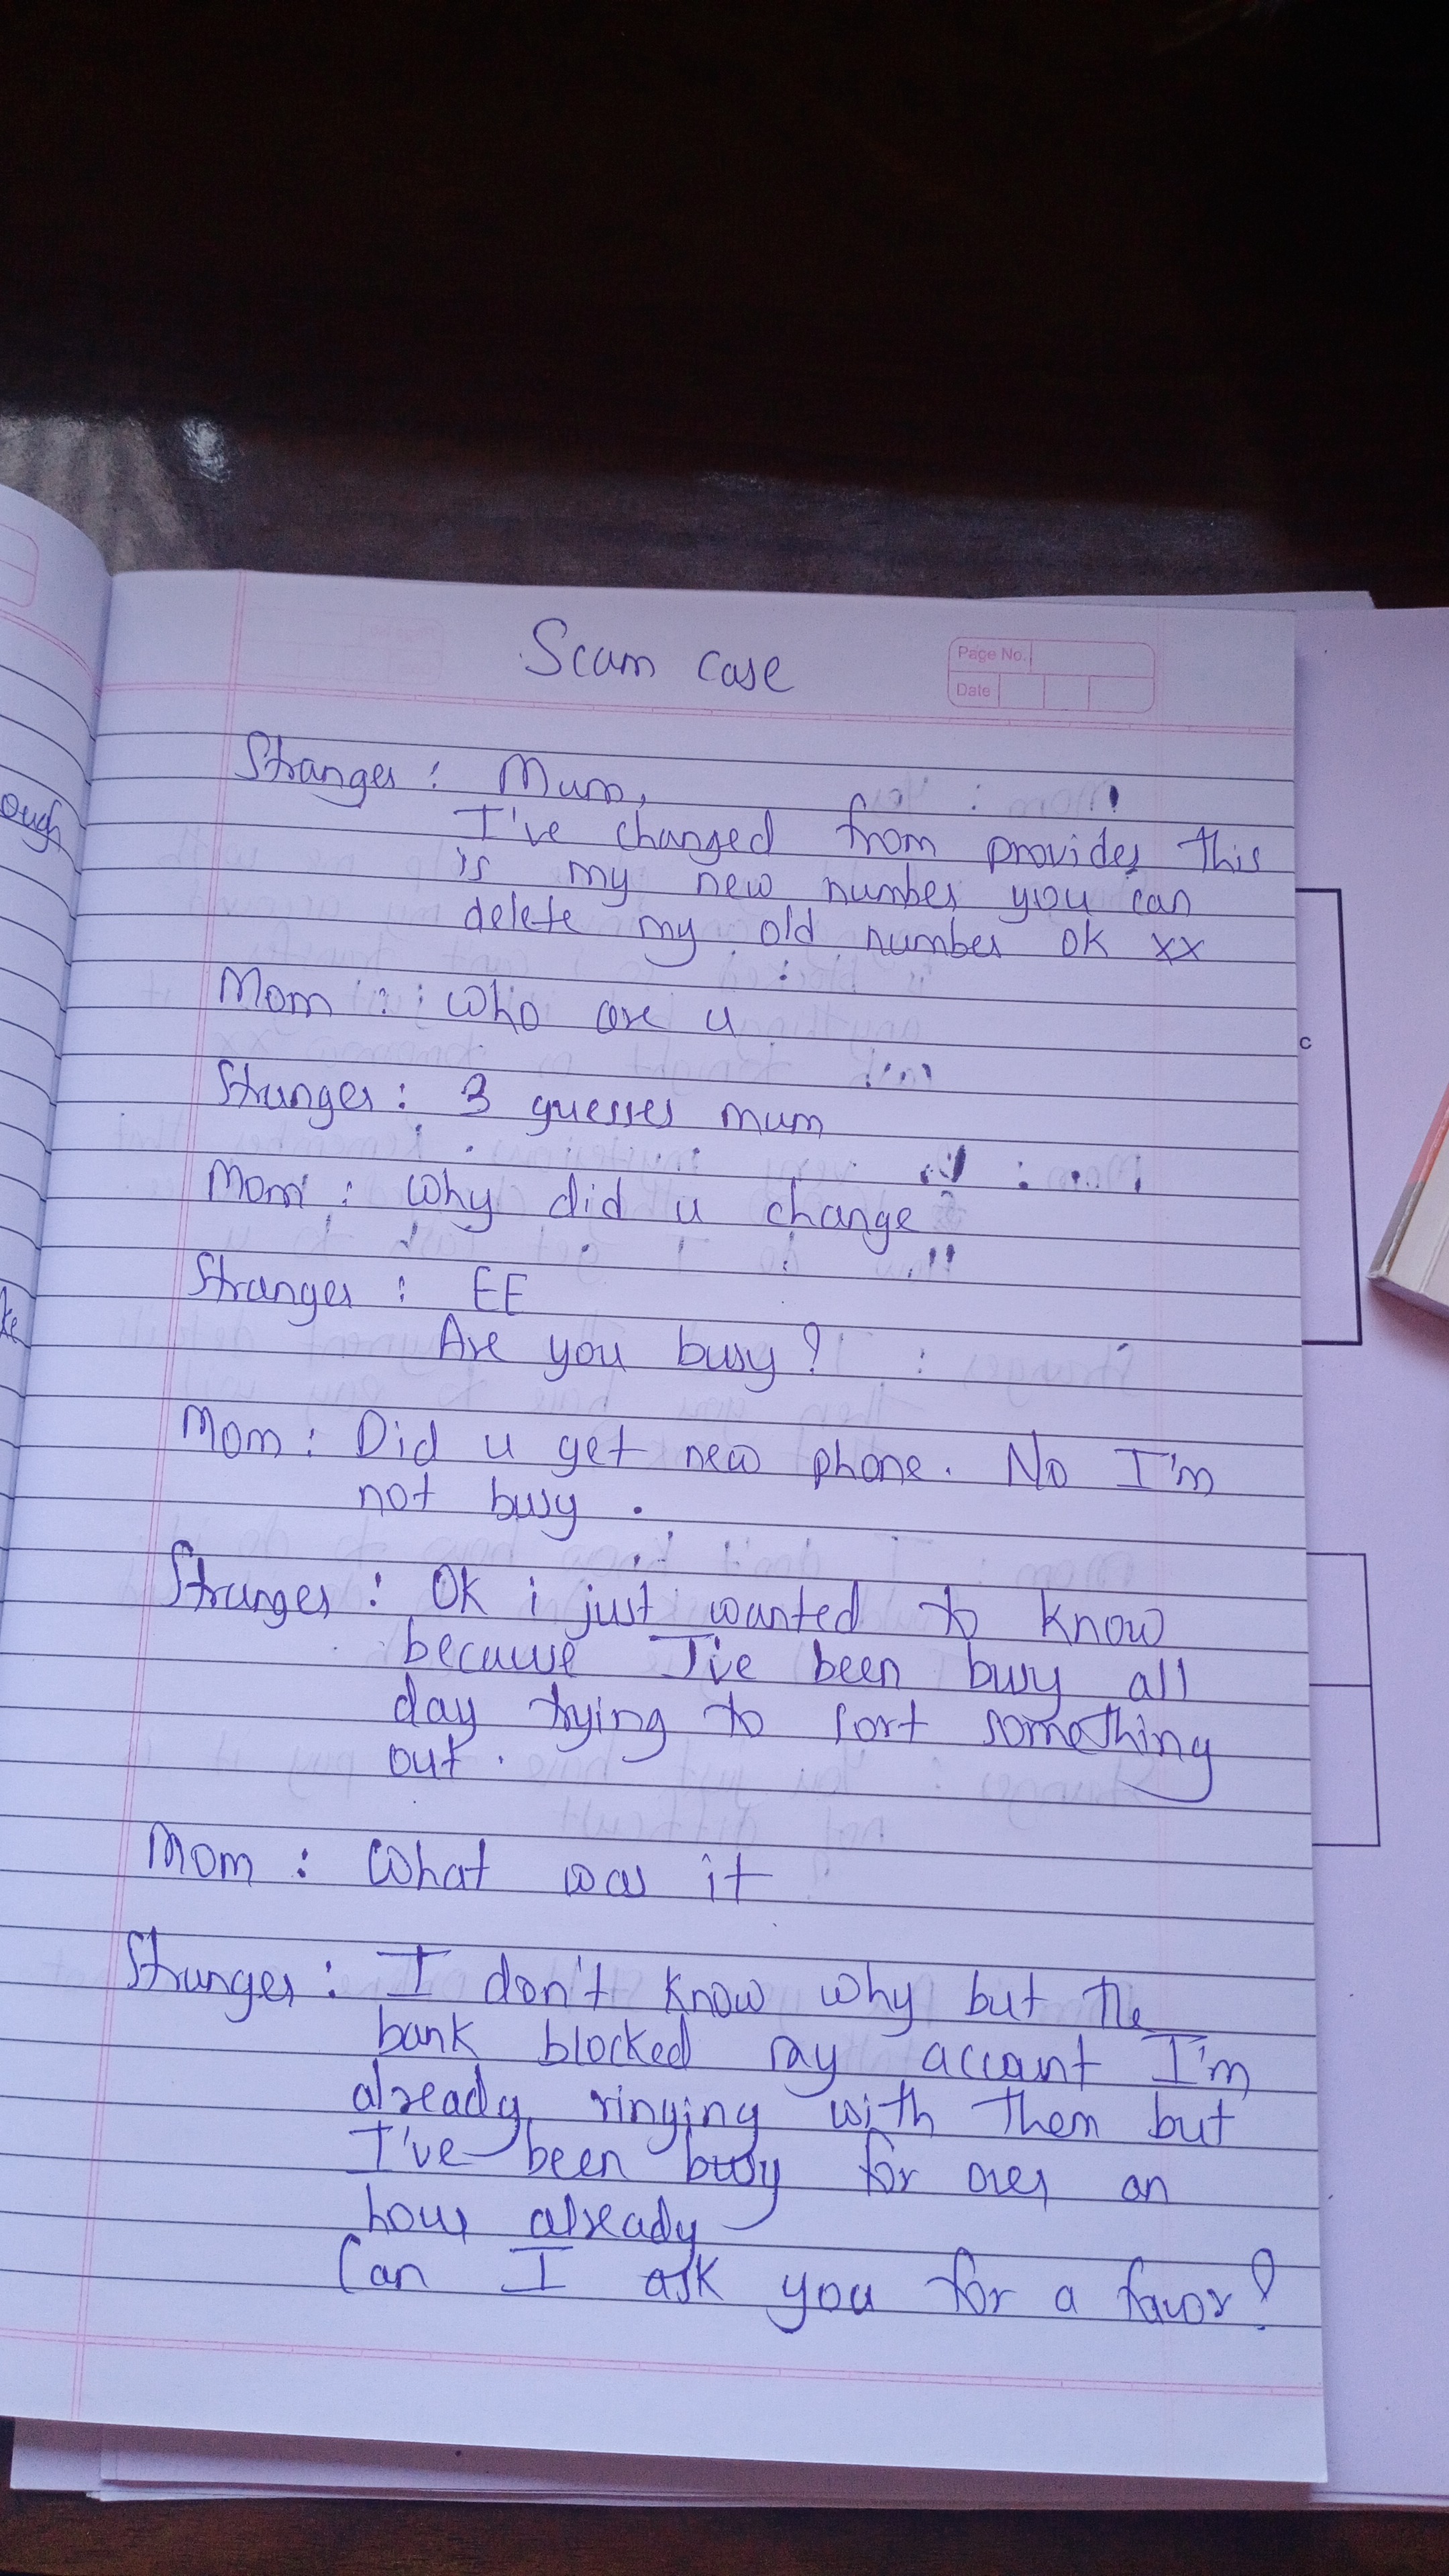 Scam case
Page No.
Date
Stranger : Mum,
I've changed from provider this
is my new number you can
delete my old number ok xx
Mom : who are u
Stranger : 3 guesses mum
Mom : Why did u change
Stranger : EE
Are you busy?
Mom : Did u get new phone. No I'm
not busy .
Stranger : Ok i just wanted to know
because I've been busy all
day trying to sort something
out .
Mom : What was it
Stranger : I don't know why but the
bank blocked my account I'm
already ringing with them but
I've been busy for over an
hour already
Can I ask you for a favor?
ough
ke
c